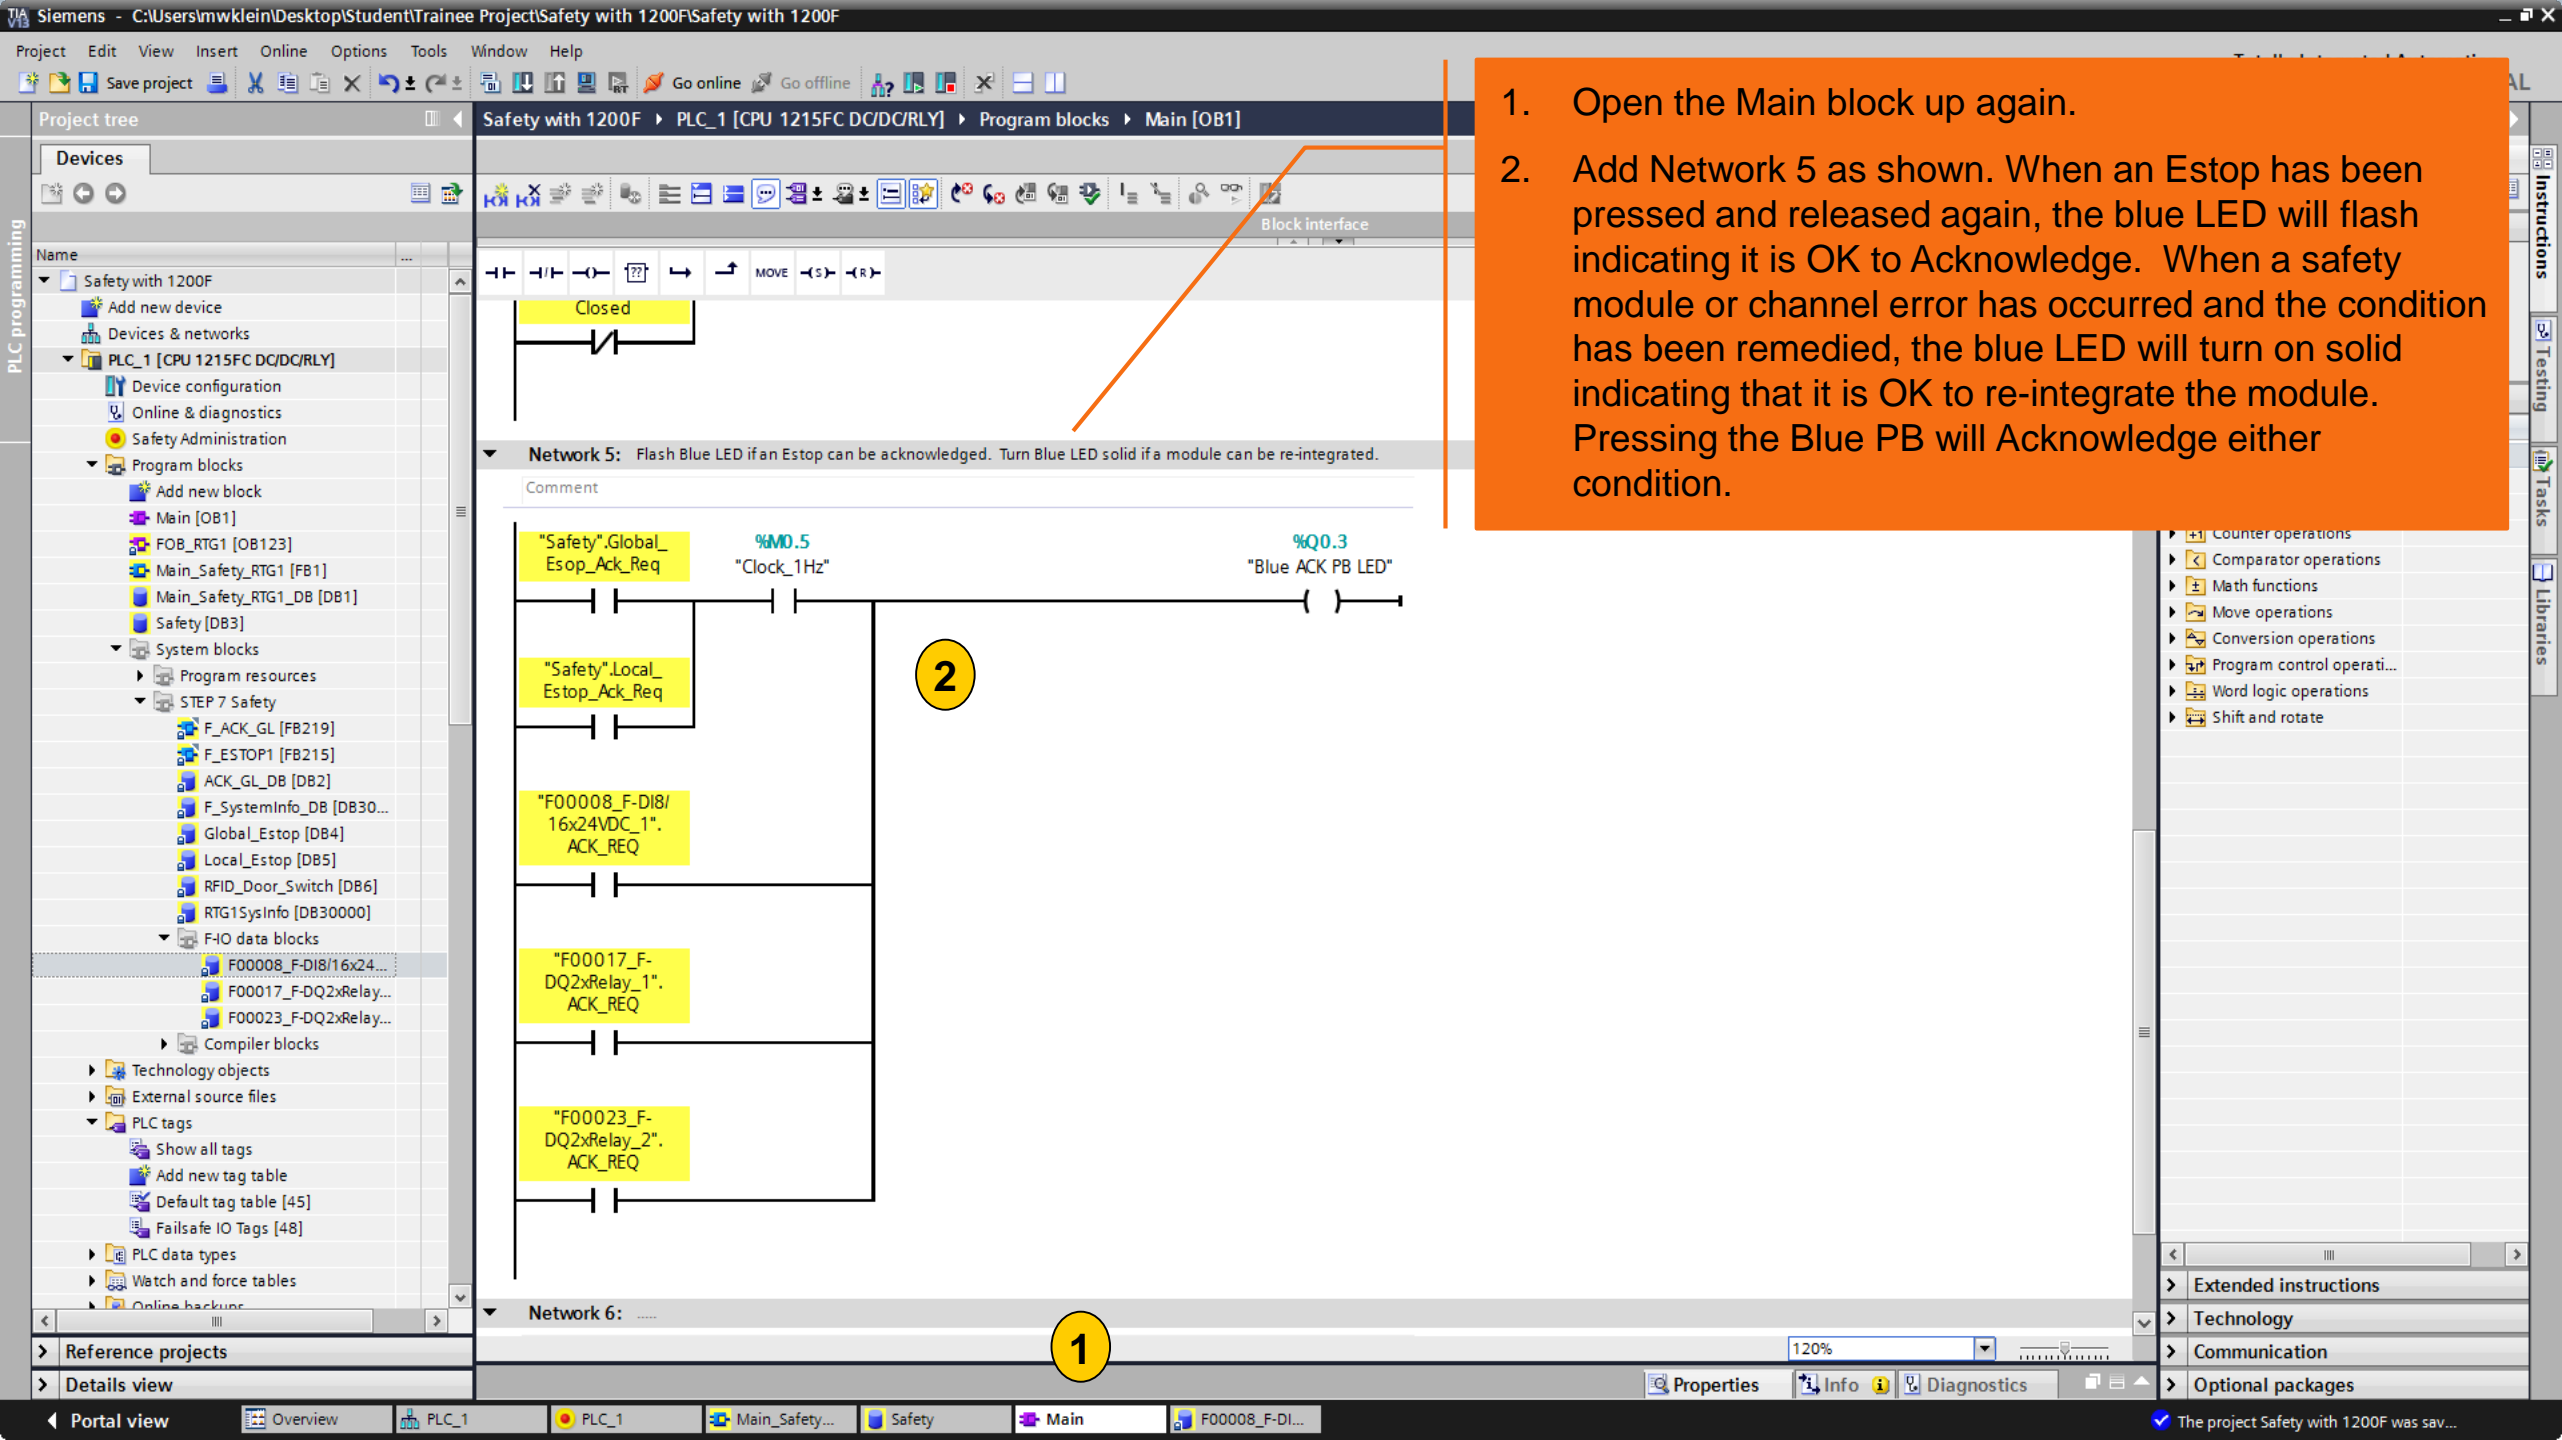 Siemens - C:\Users\mwklein\Desktop\Student\Trainee Project\Safety with 1200F\Safety with 1200F
Project Edit View Insert Online Options Tools Window Help
Save project Go online Go offline
Project tree
Safety with 1200F PLC_1 [CPU 1215FC DC/DC/RLY] Program blocks Main [OB1]
Devices
Block interface
PLC programming
Name ...
Safety with 1200F
Add new device
Devices & networks
PLC_1 [CPU 1215FC DC/DC/RLY]
Device configuration
Online & diagnostics
Safety Administration
Program blocks
Add new block
Main [OB1]
FOB_RTG1 [OB123]
Main_Safety_RTG1 [FB1]
Main_Safety_RTG1_DB [DB1]
Safety [DB3]
System blocks
Program resources
STEP 7 Safety
F_ACK_GL [FB219]
F_ESTOP1 [FB215]
ACK_GL_DB [DB2]
F_SystemInfo_DB [DB30...
Global_Estop [DB4]
Local_Estop [DB5]
RFID_Door_Switch [DB6]
RTG1SysInfo [DB30000]
F-IO data blocks
F00008_F-DI8/16x24...
F00017_F-DQ2xRelay...
F00023_F-DQ2xRelay...
Compiler blocks
Technology objects
External source files
PLC tags
Show all tags
Add new tag table
Default tag table [45]
Failsafe IO Tags [48]
PLC data types
Watch and force tables
Online backups
Reference projects
Details view
MOVE
Closed
Network 5: Flash Blue LED if an Estop can be acknowledged. Turn Blue LED solid if a module can be re-integrated.
Comment
"Safety".Global_
Esop_Ack_Req
%M0.5
"Clock_1Hz"
%Q0.3
"Blue ACK PB LED"
"Safety".Local_
Estop_Ack_Req
2
"F00008_F-DI8/
16x24VDC_1".
ACK_REQ
"F00017_F-
DQ2xRelay_1".
ACK_REQ
"F00023_F-
DQ2xRelay_2".
ACK_REQ
Network 6: .....
1
120%
Properties Info Diagnostics
1. Open the Main block up again.
2. Add Network 5 as shown. When an Estop has been
pressed and released again, the blue LED will flash
indicating it is OK to Acknowledge. When a safety
module or channel error has occurred and the condition
has been remedied, the blue LED will turn on solid
indicating that it is OK to re-integrate the module.
Pressing the Blue PB will Acknowledge either
condition.
AL
Counter operations
Comparator operations
Math functions
Move operations
Conversion operations
Program control operati...
Word logic operations
Shift and rotate
Extended instructions
Technology
Communication
Optional packages
Instructions
Testing
Tasks
Libraries
Portal view Overview PLC_1 PLC_1 Main_Safety... Safety Main F00008_F-DI...
The project Safety with 1200F was sav...